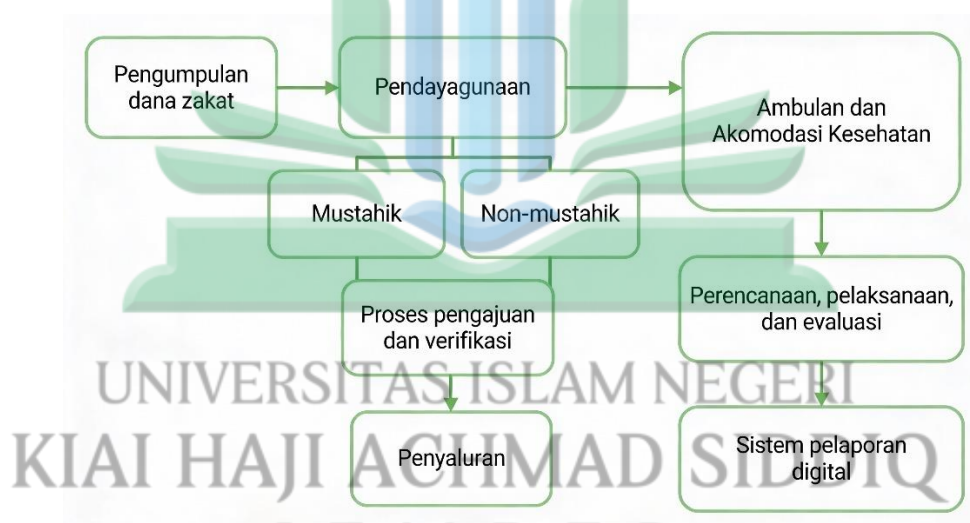 Pengumpulan
dana zakat
Pendayagunaan
Ambulan dan
Akomodasi Kesehatan
Mustahik
Non-mustahik
Proses pengajuan
dan verifikasi
Perencanaan, pelaksanaan,
dan evaluasi
Penyaluran
Sistem pelaporan
digital
UNIVERSITAS ISLAM NEGERI
KIAI HAJI ACHMAD SIDDIQ